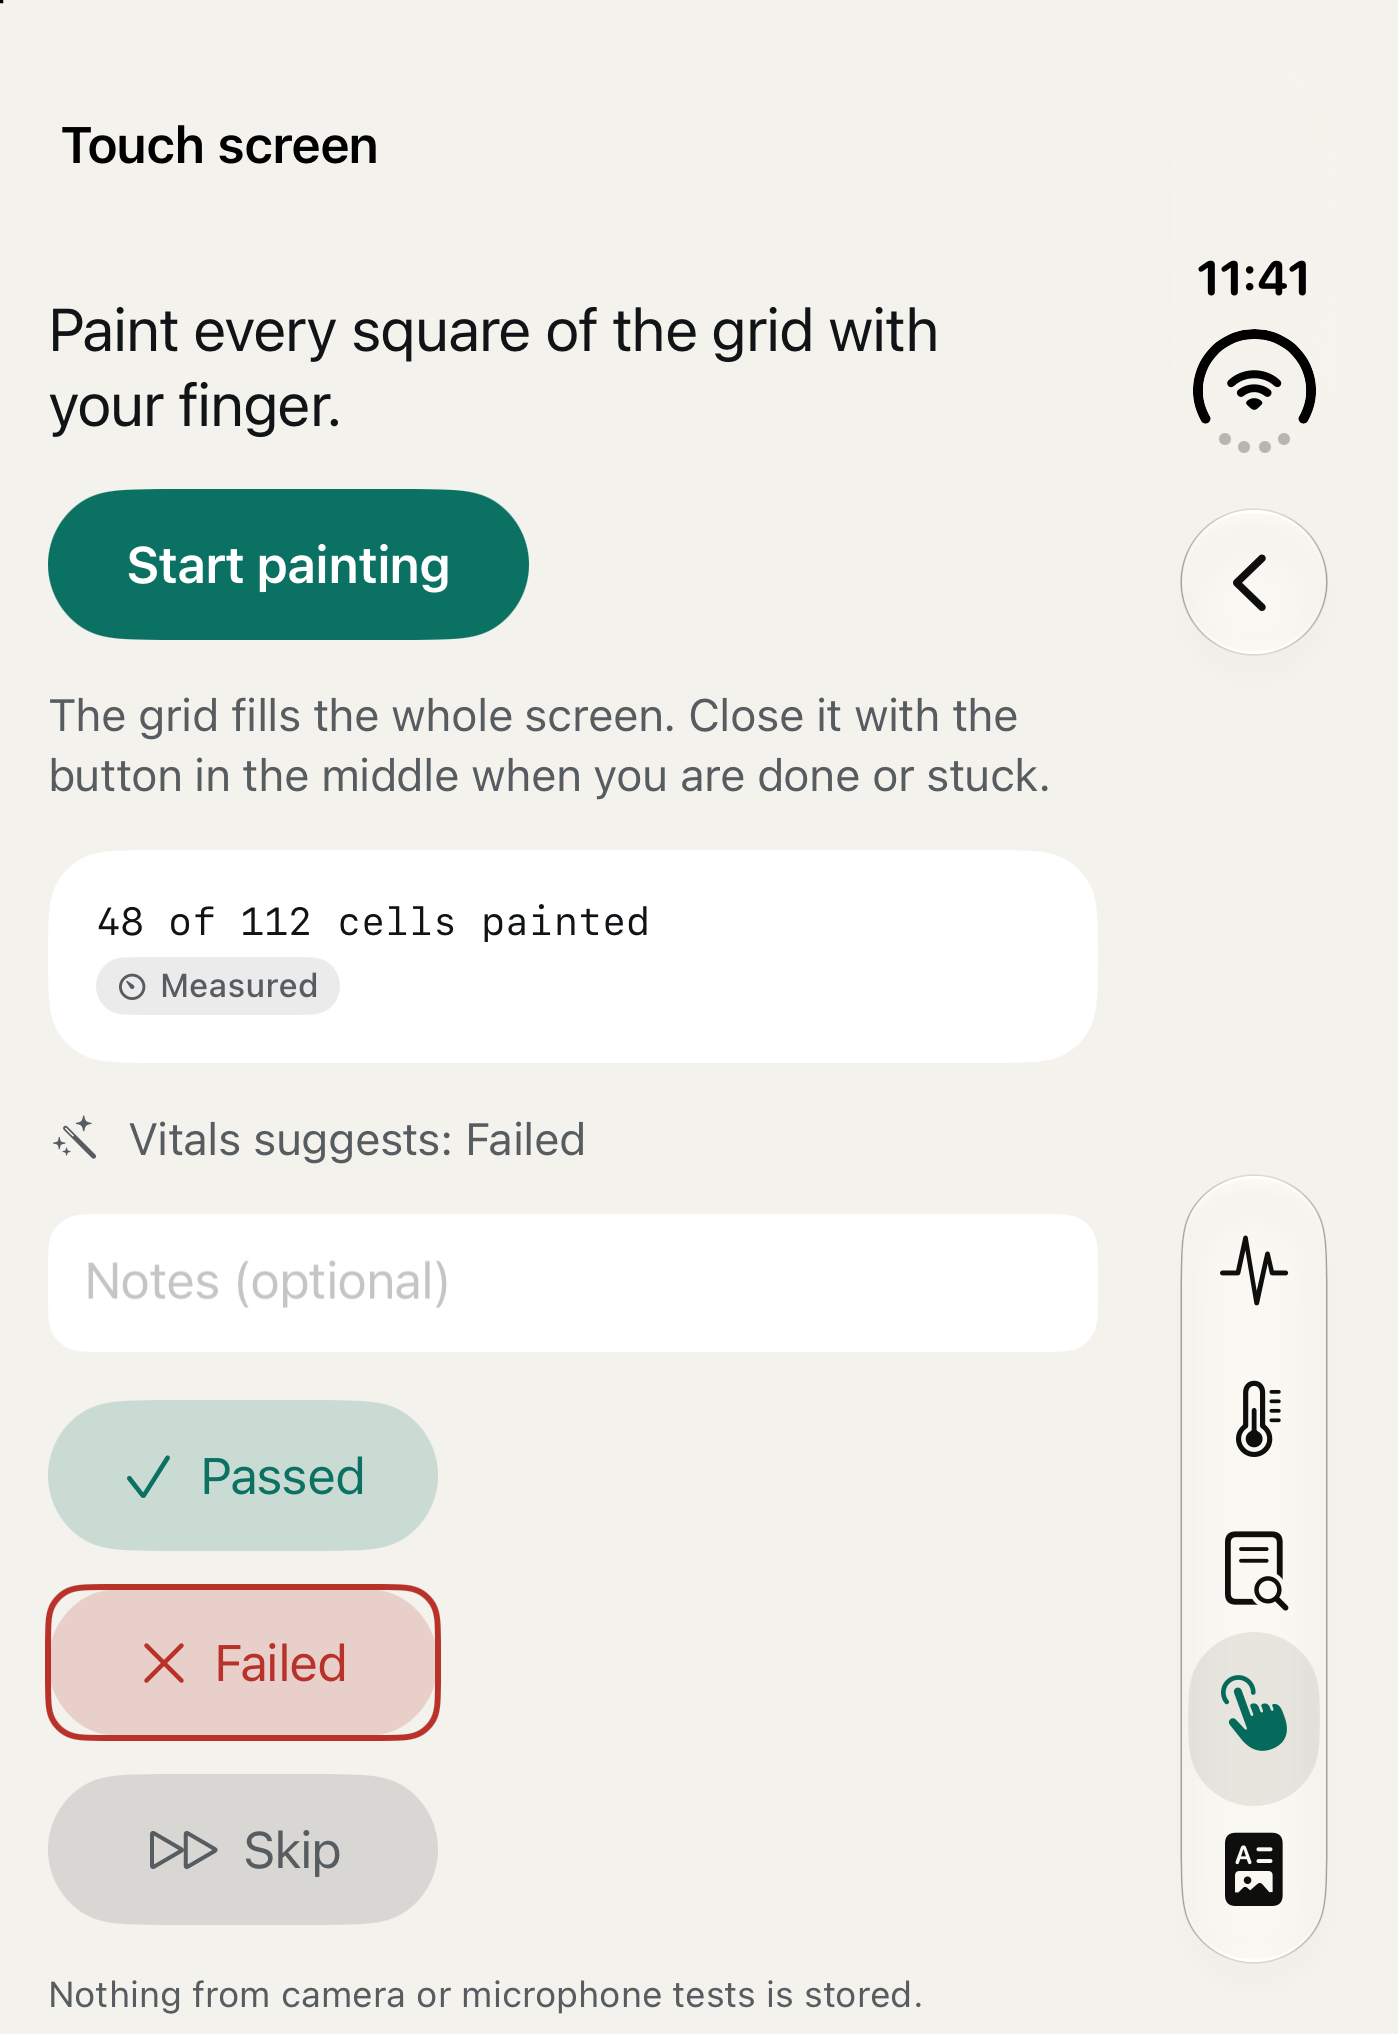 Touch screen
11:41
Paint every square of the grid with
your finger.
Start painting
The grid fills the whole screen. Close it with the
button in the middle when you are done or stuck.
48 of 112 cells painted
Measured
Vitals suggests: Failed
Notes (optional)
Passed
Failed
Skip
A
Nothing from camera or microphone tests is stored.